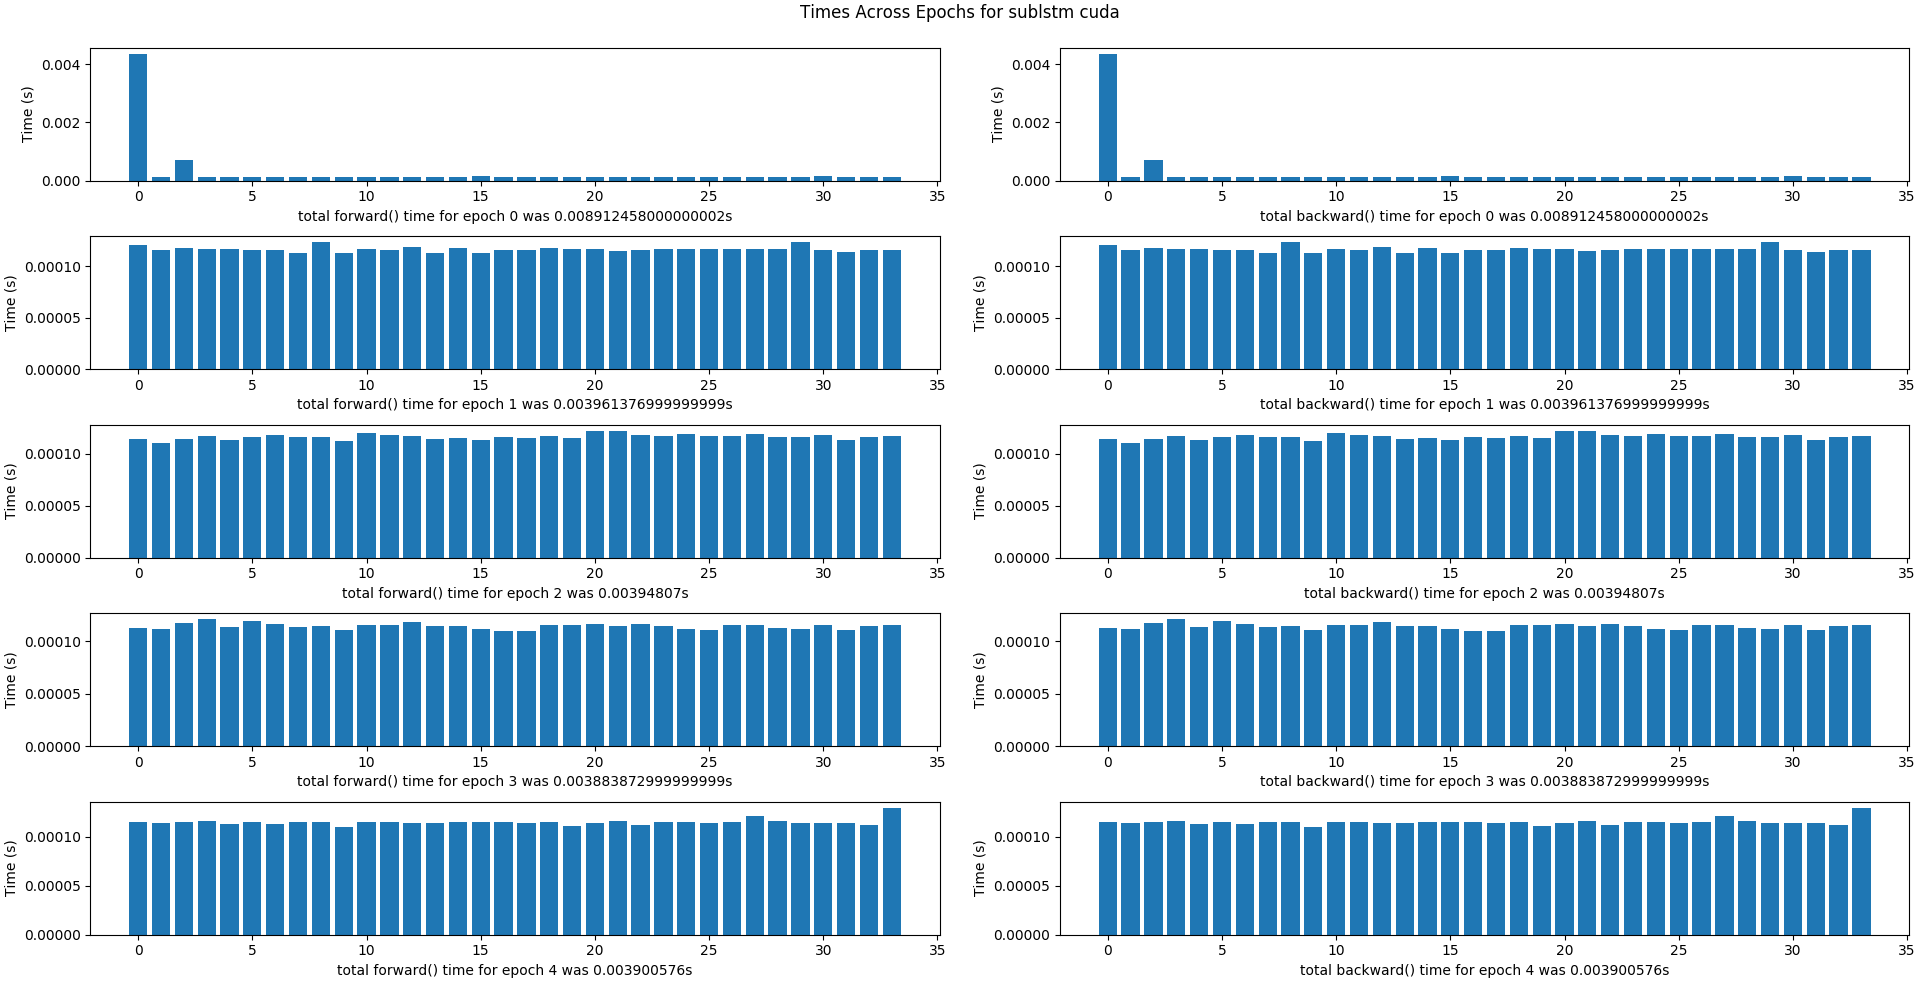 Times Across Epochs for sublstm cuda
Time (s)
0.004
0.002
0.000
0 5 10 15 20 25 30 35
total forward() time for epoch 0 was 0.008912458000000002s
Time (s)
0.004
0.002
0.000
0 5 10 15 20 25 30 35
total backward() time for epoch 0 was 0.008912458000000002s
Time (s)
0.00010
0.00005
0.00000
0 5 10 15 20 25 30 35
total forward() time for epoch 1 was 0.003961376999999999s
Time (s)
0.00010
0.00005
0.00000
0 5 10 15 20 25 30 35
total backward() time for epoch 1 was 0.003961376999999999s
Time (s)
0.00010
0.00005
0.00000
0 5 10 15 20 25 30 35
total forward() time for epoch 2 was 0.00394807s
Time (s)
0.00010
0.00005
0.00000
0 5 10 15 20 25 30 35
total backward() time for epoch 2 was 0.00394807s
Time (s)
0.00010
0.00005
0.00000
0 5 10 15 20 25 30 35
total forward() time for epoch 3 was 0.003883872999999999s
Time (s)
0.00010
0.00005
0.00000
0 5 10 15 20 25 30 35
total backward() time for epoch 3 was 0.003883872999999999s
Time (s)
0.00010
0.00005
0.00000
0 5 10 15 20 25 30 35
total forward() time for epoch 4 was 0.003900576s
Time (s)
0.00010
0.00005
0.00000
0 5 10 15 20 25 30 35
total backward() time for epoch 4 was 0.003900576s